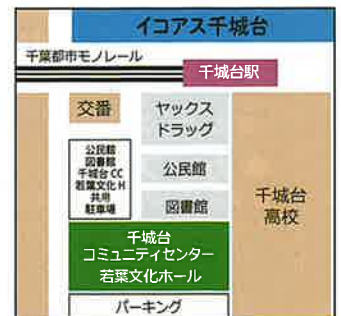 イコアス千城台
千葉都市モノレール
千城台駅
交番
ヤックス
ドラッグ
公民館
図書館
千城台 CC
若葉文化 H
共用
駐車場
公民館
図書館
千城台
高校
千城台
コミュニティセンター
若葉文化ホール
パーキング